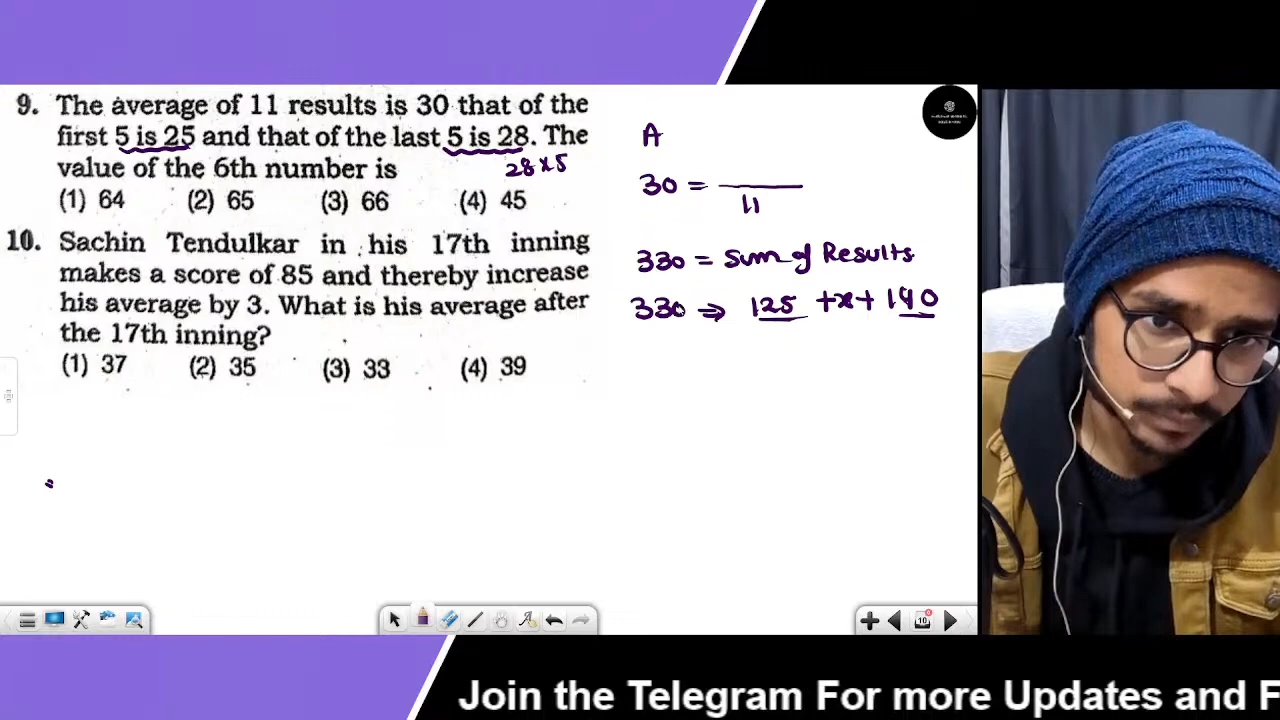 9. The average of 11 results is 30 that of the
first 5 is 25 and that of the last 5 is 28. The
value of the 6th number is
28 x 5
(1) 64 (2) 65 (3) 66 (4) 45
10. Sachin Tendulkar in his 17th inning
makes a score of 85 and thereby increase
his average by 3. What is his average after
the 17th inning?
(1) 37 (2) 35 (3) 33 (4) 39
A
30 = ——
11
330 = Sum of Results
330 ⇒ 125 + x + 140
10
Join the Telegram For more Updates and F